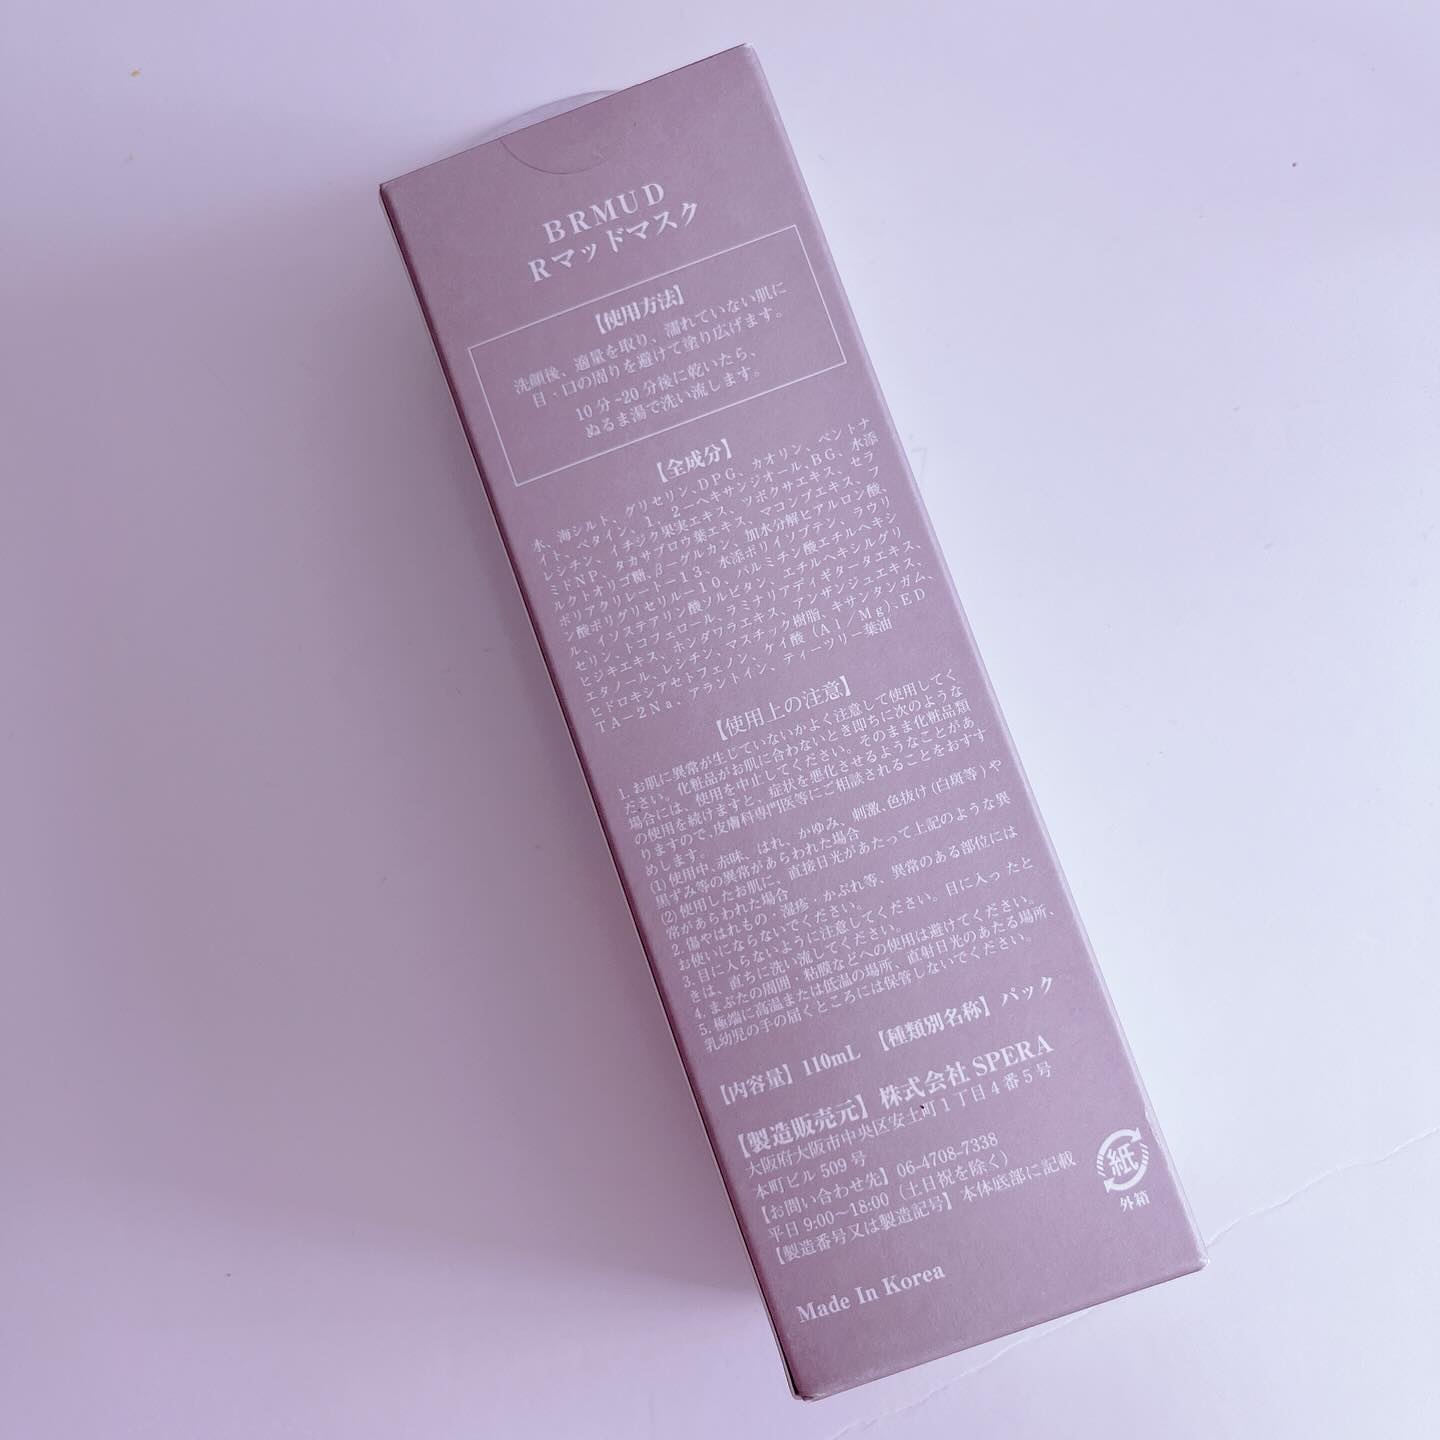 BRMUD
Rマッドマスク
【使用方法】
洗顔後、適量を取り、濡れていない肌に
目・口の周りを避けて塗り広げます。
10分~20分後に乾いたら、
ぬるま湯で洗い流します。
【全成分】
水、海シルト、グリセリン、DPG、カオリン、ベントナ
イト、ベタイン、1，2－ヘキサンジオール、BG、水添
レシチン、イチジク果実エキス、ツボクサエキス、セラ
ミドNP、タカサブロウ葉エキス、マコンブエキス、フ
ルクトオリゴ糖、β－グルカン、加水分解ヒアルロン酸、
ポリアクリレート－13、水添ポリイソブテン、ラウリ
ン酸ポリグリセリル－10、パルミチン酸エチルヘキシ
ル、イソステアリン酸ソルビタン、エチルヘキシルグリ
セリン、トコフェロール、ラミナリアディギタータエキス、
ヒジキエキス、ホンダワラエキス、アンザンジュエキス、
エタノール、レシチン、マスチック樹脂、キサンタンガム、
ヒドロキシアセトフェノン、ケイ酸（Al／Mg）、ED
TA－2Na、アラントイン、ティーツリー葉油
【使用上の注意】
1. お肌に異常が生じていないかよく注意して使用してく
ださい。化粧品がお肌に合わないとき即ちに次のような
場合には、使用を中止してください。そのまま化粧品類
の使用を続けますと、症状を悪化させるようなことがあ
りますので、皮膚科専門医等にご相談されることをおすす
めします。
(1) 使用中、赤味、はれ、かゆみ、刺激、色抜け(白斑等)や
黒ずみ等の異常があらわれた場合
(2) 使用したお肌に、直接日光があたって上記のような異
常があらわれた場合
2. 傷やはれもの・湿疹・かぶれ等、異常のある部位には
お使いにならないでください。
3. 目に入らないように注意してください。目に入ったと
きは、直ちに洗い流してください。
4. まぶたの周囲・粘膜などへの使用は避けてください。
5. 極端に高温または低温の場所、直射日光のあたる場所、
乳幼児の手の届くところには保管しないでください。
【内容量】110mL 【種類別名称】パック
【製造販売元】株式会社 SPERA
大阪府大阪市中央区安土町1丁目4番5号
本町ビル509号
【お問い合わせ先】06-4708-7338
平日9:00～18:00（土日祝を除く）
【製造番号又は製造記号】本体底部に記載
紙
外箱
Made In Korea